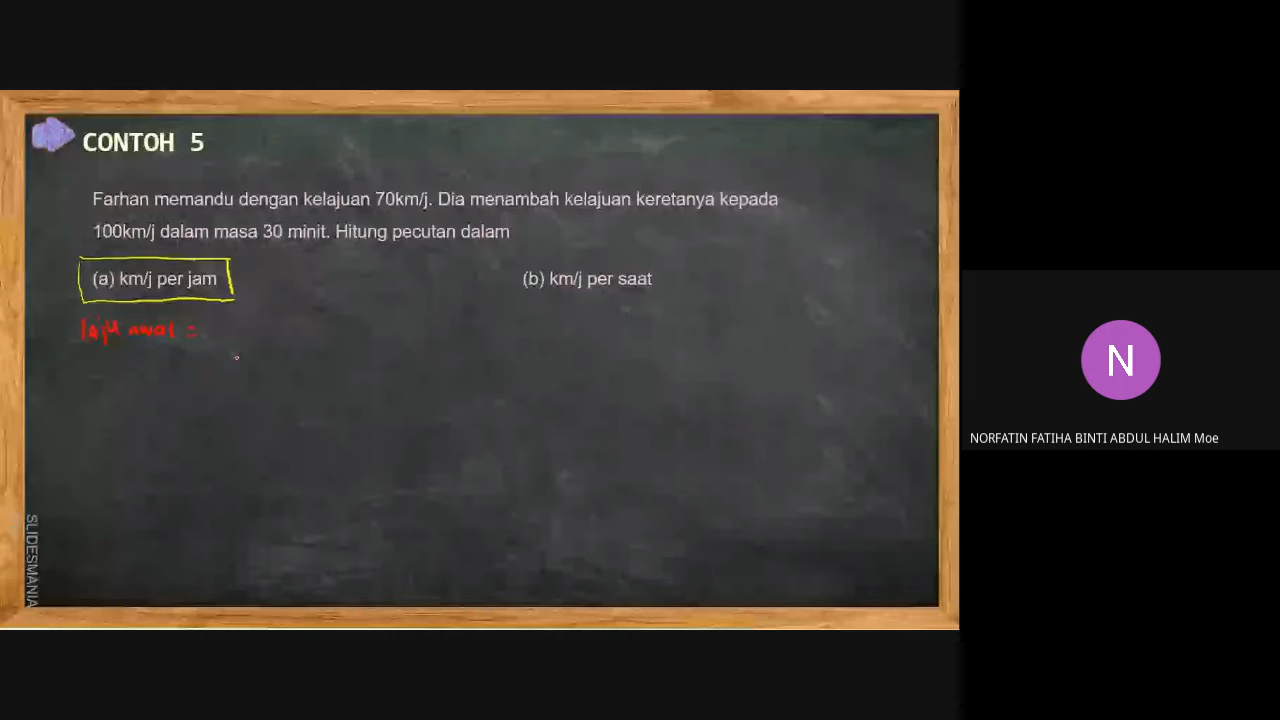 CONTOH 5
Farhan memandu dengan kelajuan 70km/j. Dia menambah kelajuan keretanya kepada
100km/j dalam masa 30 minit. Hitung pecutan dalam
(a) km/j per jam
(b) km/j per saat
laju awal =
SLIDESMANIA
N
NORFATIN FATIHA BINTI ABDUL HALIM Moe